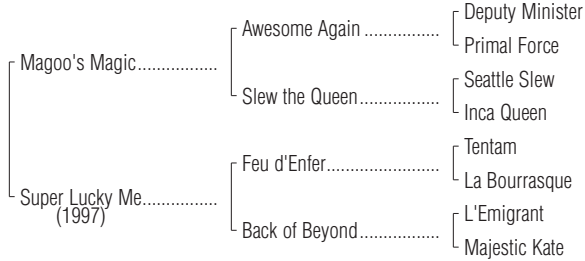 Deputy Minister
Awesome Again ................
Primal Force
Magoo's Magic.................
Seattle Slew
Slew the Queen.................
Inca Queen
Tentam
Feu d'Enfer........................
La Bourrasque
Super Lucky Me................
(1997)
L'Emigrant
Back of Beyond.................
Majestic Kate